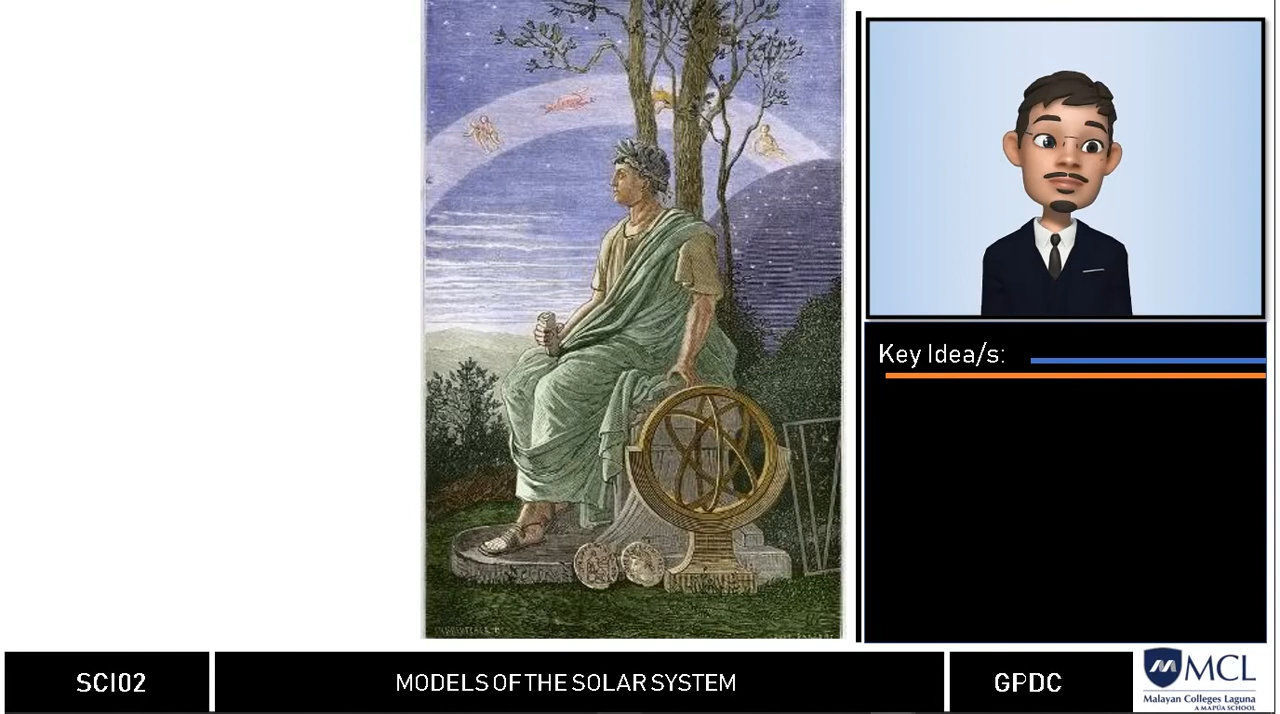 Key Idea/s:
SCI02
MODELS OF THE SOLAR SYSTEM
GPDC
MCL
Malayan Colleges Laguna
A MAPÚA SCHOOL